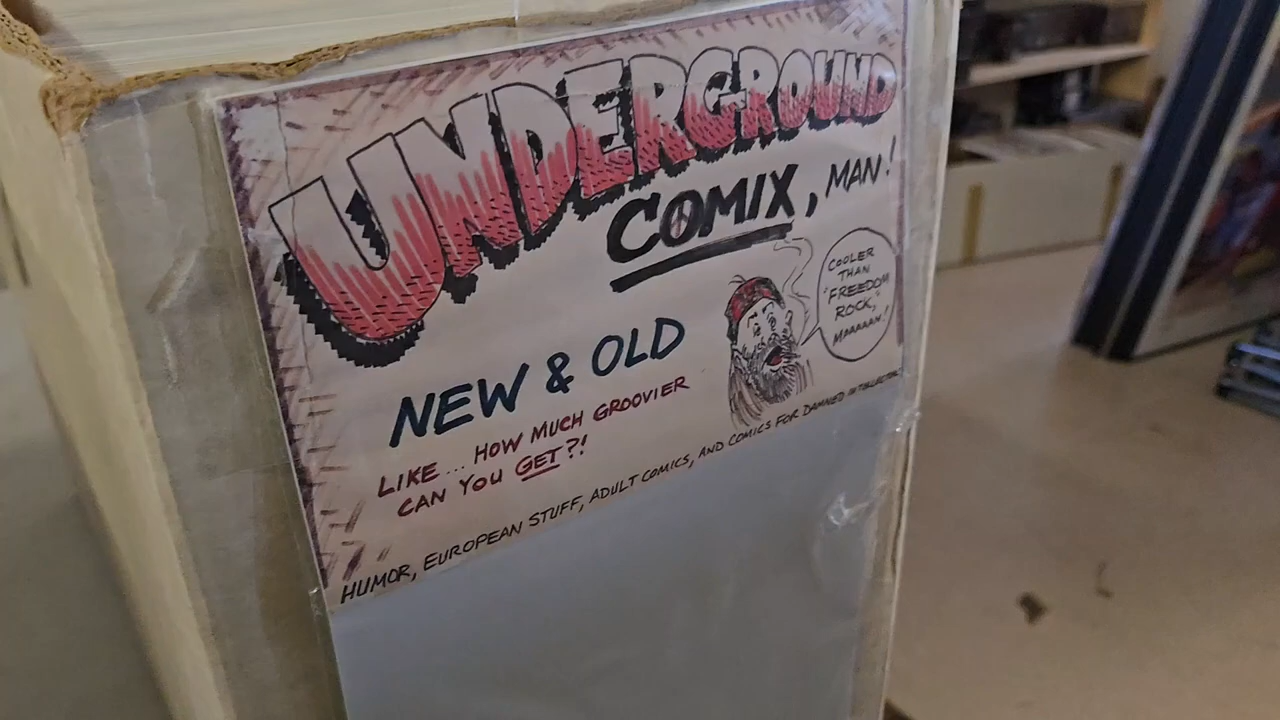 UNDERGROUND
COMIX, MAN!
COOLER
THAN
"FREEDOM
ROCK,"
MAAAAAN!
NEW & OLD
LIKE... HOW MUCH GROOVIER
CAN YOU GET?!
HUMOR, EUROPEAN STUFF, ADULT COMICS, AND COMICS FOR DAMNED